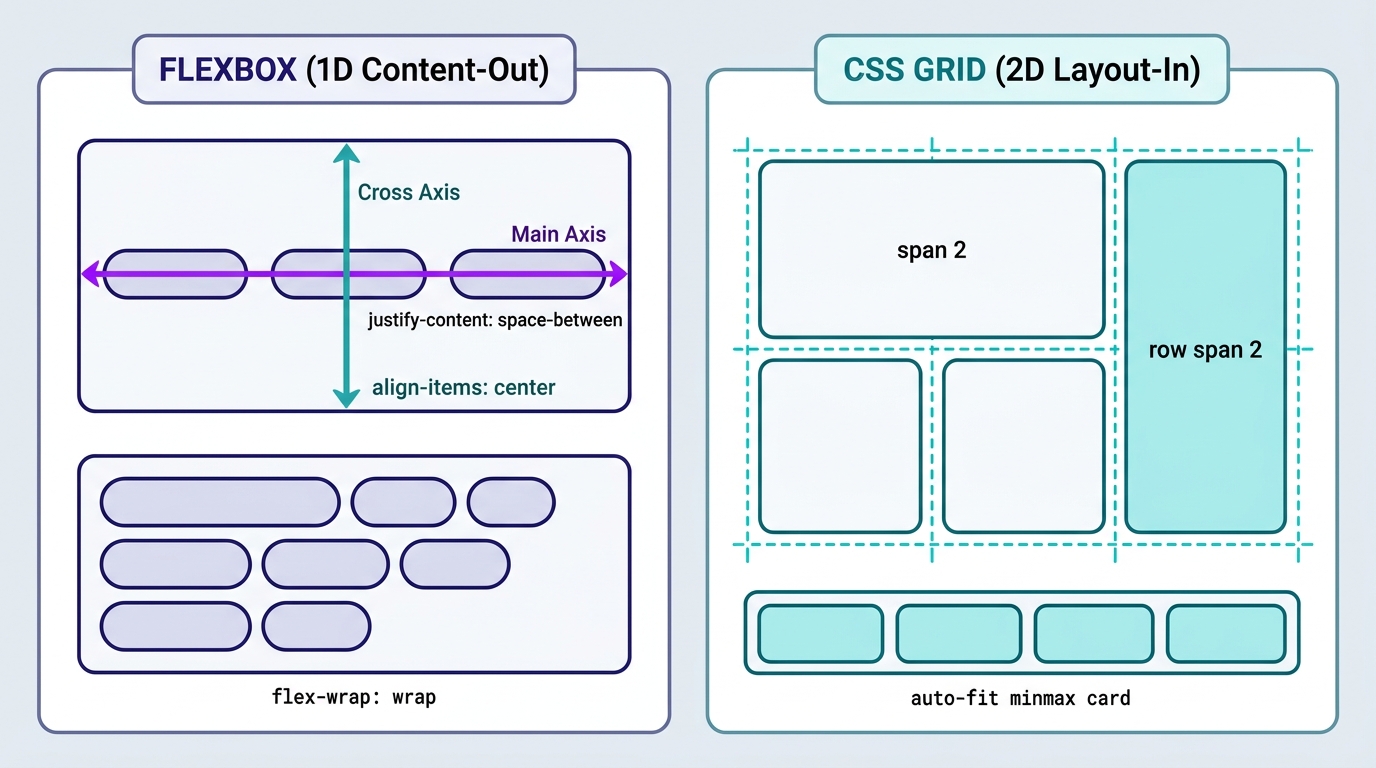 FLEXBOX (1D Content-Out)
Cross Axis
Main Axis
justify-content: space-between
align-items: center
flex-wrap: wrap
CSS GRID (2D Layout-In)
span 2
row span 2
auto-fit minmax card